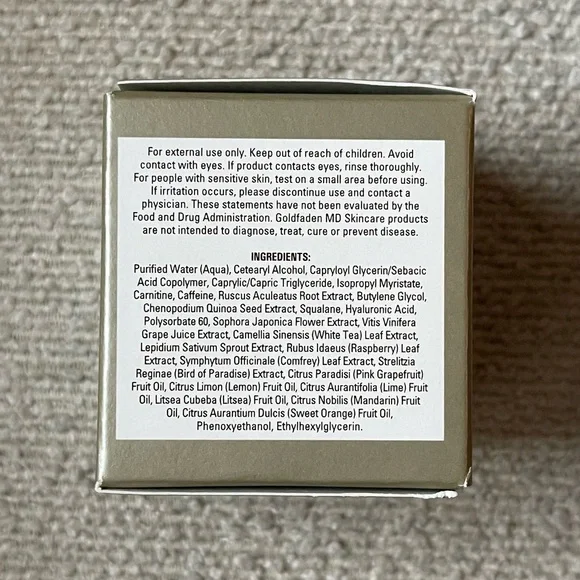 For external use only. Keep out of reach of children. Avoid
contact with eyes. If product contacts eyes, rinse thoroughly.
For people with sensitive skin, test on a small area before using.
If irritation occurs, please discontinue use and contact a
physician. These statements have not been evaluated by the
Food and Drug Administration. Goldfaden MD Skincare products
are not intended to diagnose, treat, cure or prevent disease.
INGREDIENTS:
Purified Water (Aqua), Cetearyl Alcohol, Capryloyl Glycerin/Sebacic
Acid Copolymer, Caprylic/Capric Triglyceride, Isopropyl Myristate,
Carnitine, Caffeine, Ruscus Aculeatus Root Extract, Butylene Glycol,
Chenopodium Quinoa Seed Extract, Squalane, Hyaluronic Acid,
Polysorbate 60, Sophora Japonica Flower Extract, Vitis Vinifera
Grape Juice Extract, Camellia Sinensis (White Tea) Leaf Extract,
Lepidium Sativum Sprout Extract, Rubus Idaeus (Raspberry) Leaf
Extract, Symphytum Officinale (Comfrey) Leaf Extract, Strelitzia
Reginae (Bird of Paradise) Extract, Citrus Paradisi (Pink Grapefruit)
Fruit Oil, Citrus Limon (Lemon) Fruit Oil, Citrus Aurantifolia (Lime) Fruit
Oil, Litsea Cubeba (Litsea) Fruit Oil, Citrus Nobilis (Mandarin) Fruit
Oil, Citrus Aurantium Dulcis (Sweet Orange) Fruit Oil,
Phenoxyethanol, Ethylhexylglycerin.